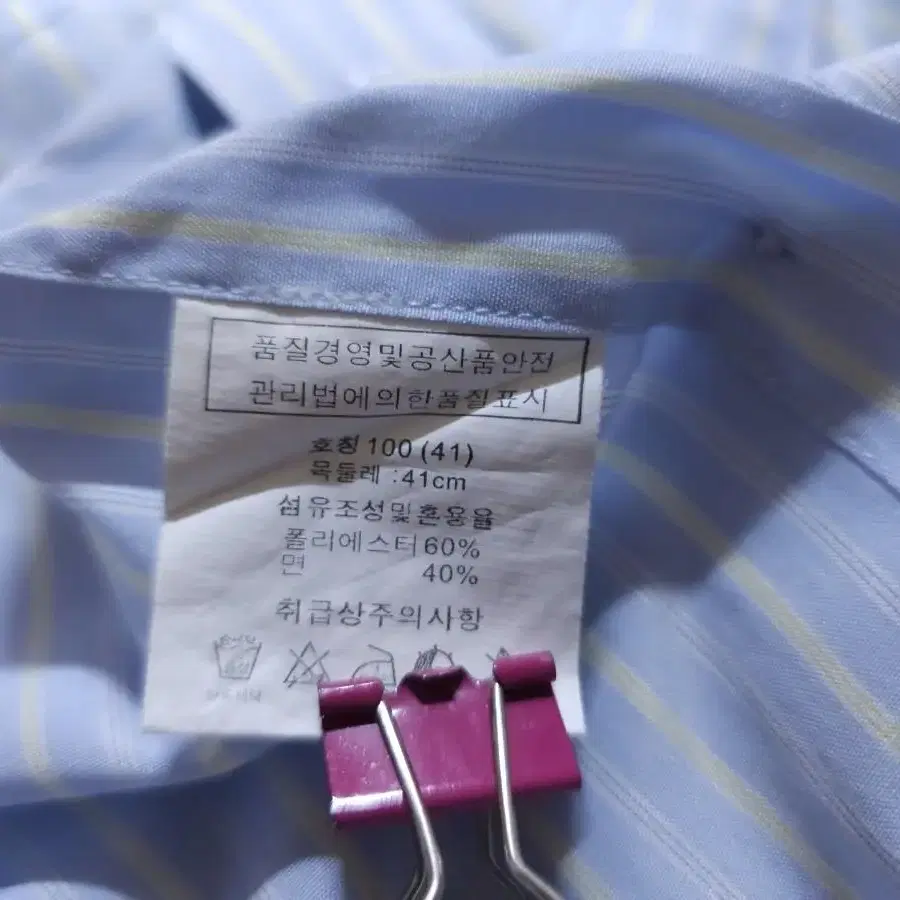 품질경영및공산품안전
관리법에의한품질표시
호칭 100 (41)
목둘레 : 41cm
섬유조성및혼용율
폴리에스터 60%
면 40%
취급상주의사항